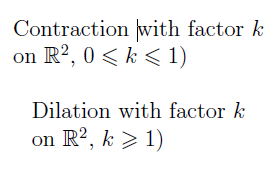 Contraction with factor k
on ℝ², 0 ⩽ k ⩽ 1)
Dilation with factor k
on ℝ², k ⩾ 1)